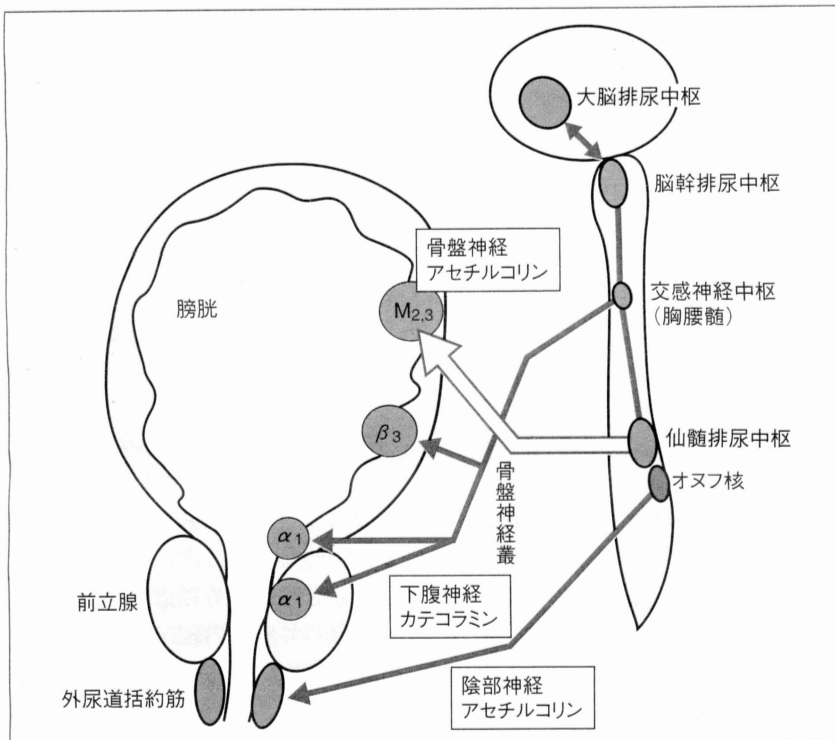 大脳排尿中枢
脳幹排尿中枢
骨盤神経
アセチルコリン
膀胱
M2,3
交感神経中枢
(胸腰髄)
β3
仙髄排尿中枢
オヌフ核
骨盤神経叢
α1
α1
前立腺
下腹神経
カテコラミン
外尿道括約筋
陰部神経
アセチルコリン